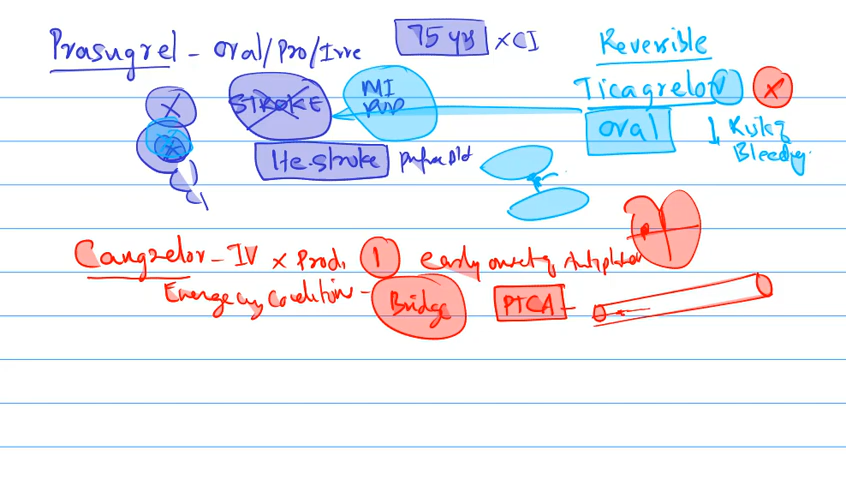 Prasugrel - Oral/Pro/Irre 75 yrs x CI
Reversible
Ticagrelor
STROKE MI
Oral ↓ Risk of
Bleeding
He. stroke
Cangrelor - IV x Prod. 1 early onset of Antiplatelet
Emergency Condition - Bridge PTCA -